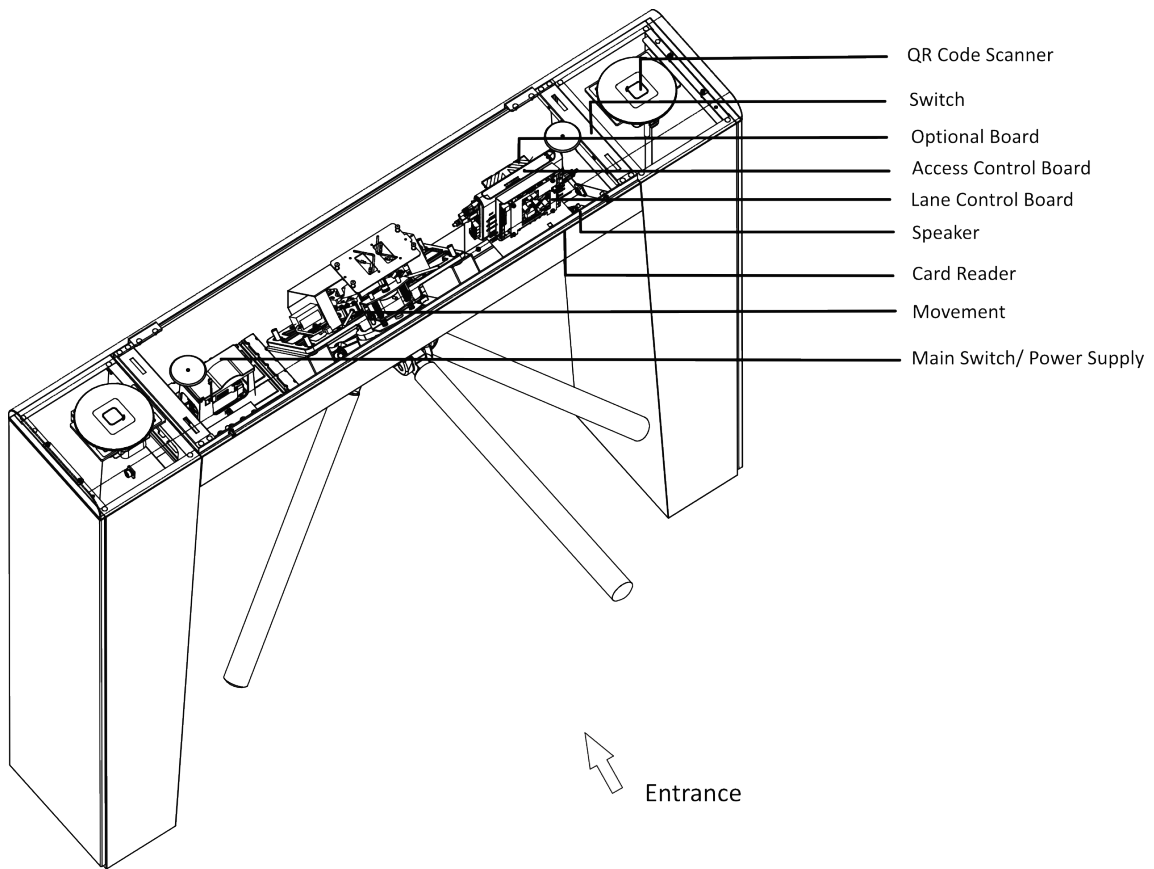 QR Code Scanner
Switch
Optional Board
Access Control Board
Lane Control Board
Speaker
Card Reader
Movement
Main Switch/ Power Supply
Entrance